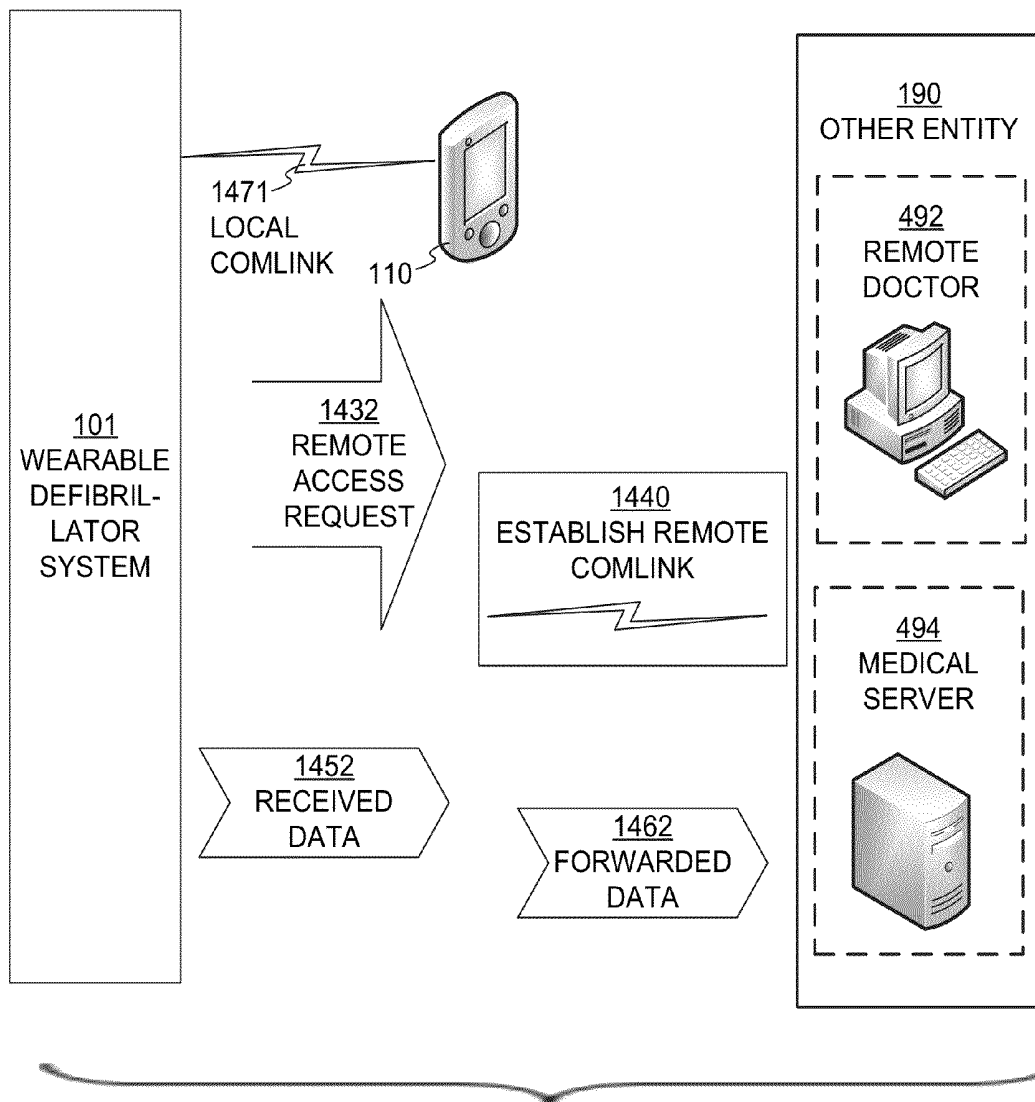 101
WEARABLE
DEFIBRIL-
LATOR
SYSTEM
1471
LOCAL
COMLINK
110
1432
REMOTE
ACCESS
REQUEST
1440
ESTABLISH REMOTE
COMLINK
1452
RECEIVED
DATA
1462
FORWARDED
DATA
190
OTHER ENTITY
492
REMOTE
DOCTOR
494
MEDICAL
SERVER